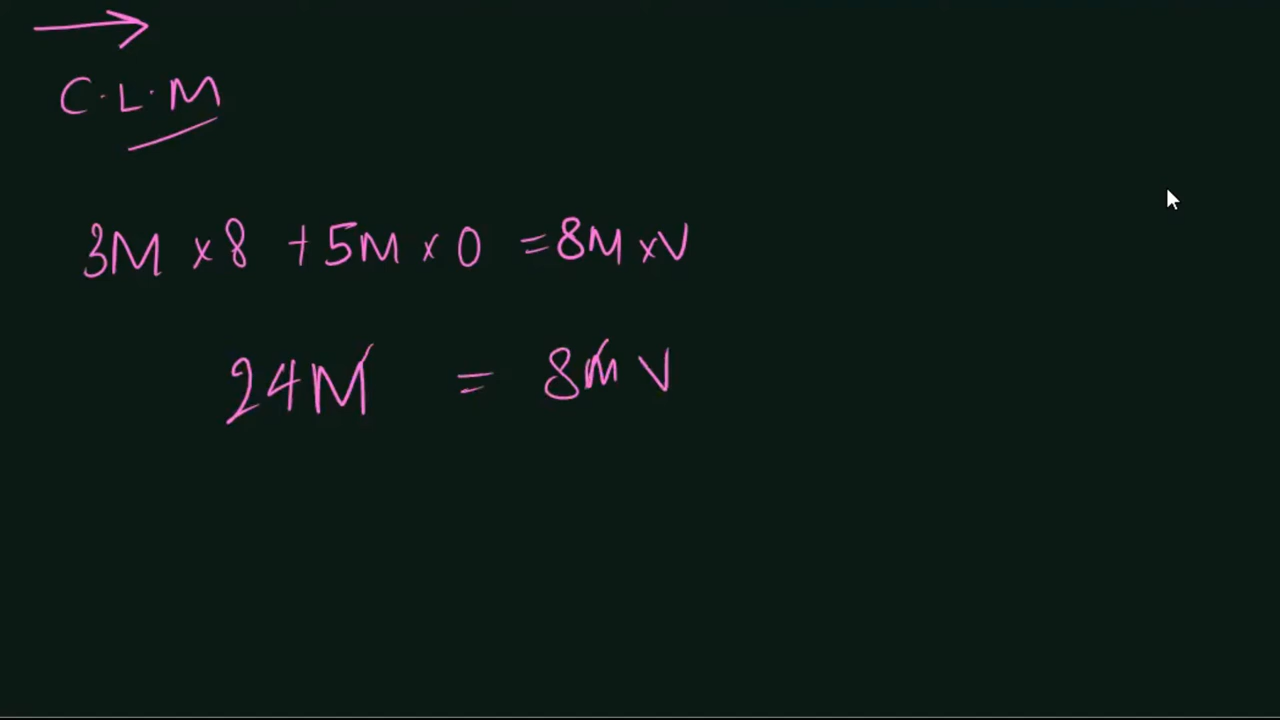 C.L.M
3M × 8 + 5M × 0 = 8M × V
24M = 8M V